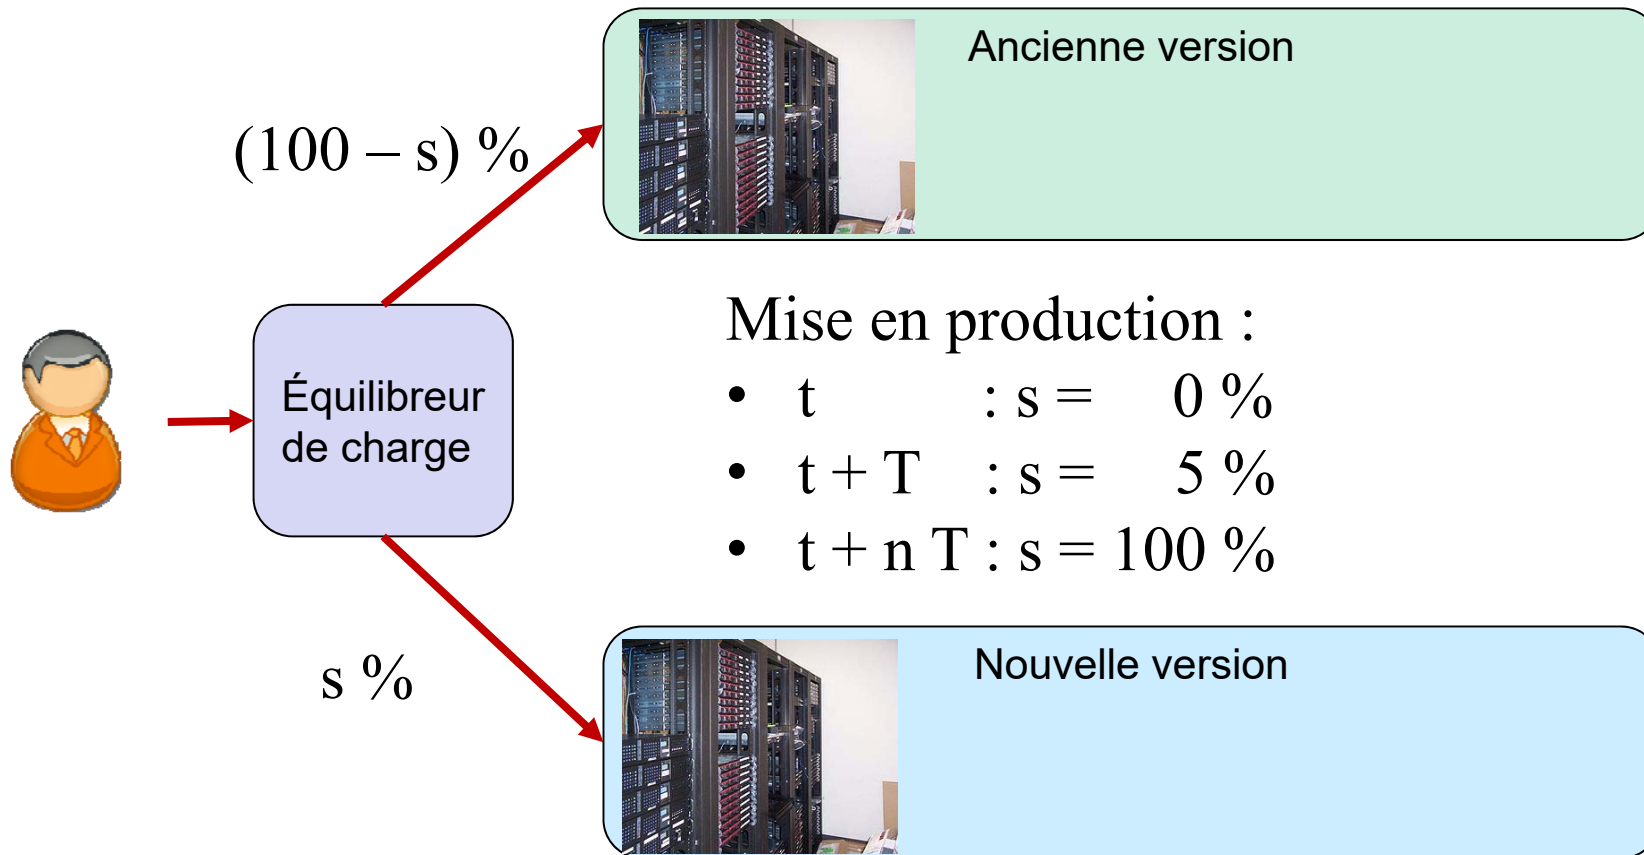 Ancienne version
(100 – s) %
Mise en production :
• t : s = 0 %
Équilibreur
de charge
• t + T : s = 5 %
• t + n T : s = 100 %
s %
Nouvelle version